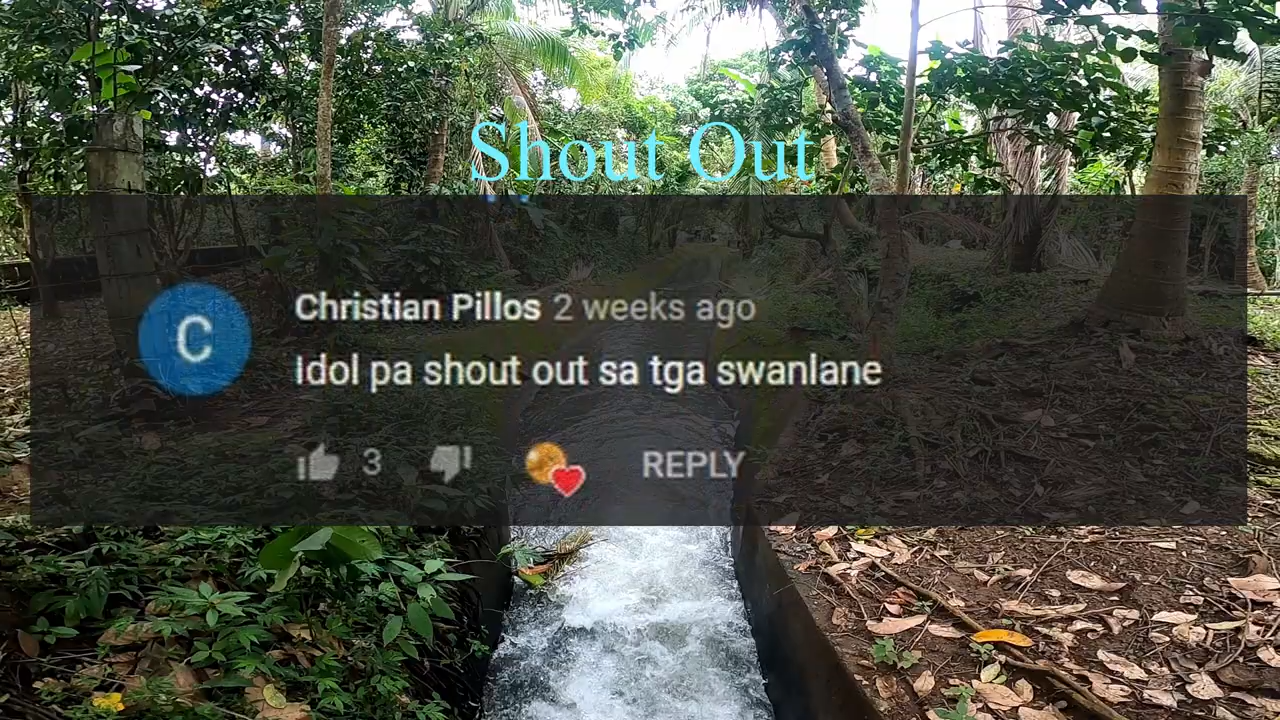 Shout Out
Christian Pillos 2 weeks ago
Idol pa shout out sa tga swanlane
3 REPLY
C